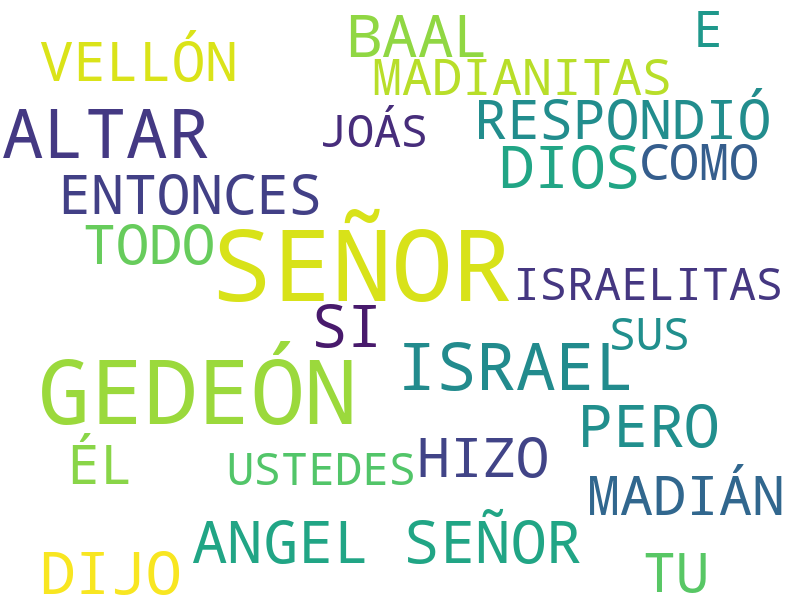 E
BAAL
VELLÓN
MADIANITAS
RESPONDIÓ
ALTAR
JOÁS
DIOS
COMO
ENTONCES
TODO
SEÑOR
ISRAELITAS
SI
SUS
ISRAEL
GEDEÓN
PERO
ÉL
USTEDES
HIZO
MADIÁN
ANGEL SEÑOR
DIJO
TU